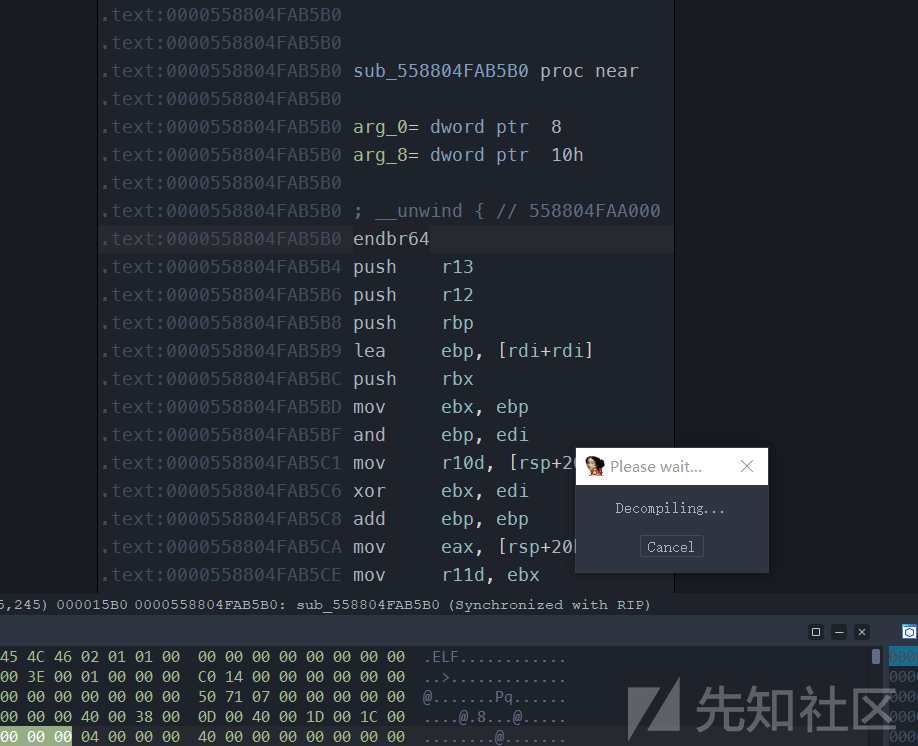 .text:0000558804FAB5B0
.text:0000558804FAB5B0
.text:0000558804FAB5B0 sub_558804FAB5B0 proc near
.text:0000558804FAB5B0
.text:0000558804FAB5B0 arg_0= dword ptr  8
.text:0000558804FAB5B0 arg_8= dword ptr  10h
.text:0000558804FAB5B0
.text:0000558804FAB5B0 ; __unwind { // 558804FAA000
.text:0000558804FAB5B0 endbr64
.text:0000558804FAB5B4 push    r13
.text:0000558804FAB5B6 push    r12
.text:0000558804FAB5B8 push    rbp
.text:0000558804FAB5B9 lea     ebp, [rdi+rdi]
.text:0000558804FAB5BC push    rbx
.text:0000558804FAB5BD mov     ebx, ebp
.text:0000558804FAB5BF and     ebp, edi
.text:0000558804FAB5C1 mov     r10d, [rsp+20
.text:0000558804FAB5C6 xor     ebx, edi
.text:0000558804FAB5C8 add     ebp, ebp
.text:0000558804FAB5CA mov     eax, [rsp+20h
.text:0000558804FAB5CE mov     r11d, ebx
Please wait...
Decompiling...
Cancel
5,245) 000015B0 0000558804FAB5B0: sub_558804FAB5B0 (Synchronized with RIP)
45 4C 46 02 01 01 00  00 00 00 00 00 00 00 00  .ELF............
00 3E 00 01 00 00 00  C0 14 00 00 00 00 00 00  ..>.............
00 00 00 00 00 00 00  50 71 07 00 00 00 00 00  @.......Pq......
00 00 00 40 00 38 00  0D 00 40 00 1D 00 1C 00  ....@.8...@.....
00 00 00 04 00 00 00  40 00 00 00 00 00 00 00  ........@.......
先知社区